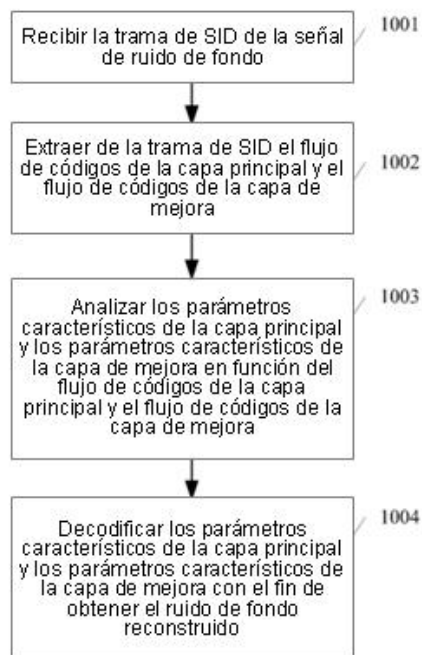 Recibir la trama de SID de la señal
de ruido de fondo
1001
Extraer de la trama de SID el flujo
de códigos de la capa principal y el
flujo de códigos de la capa de
mejora
1002
Analizar los parámetros
característicos de la capa principal
y los parámetros característicos de
la capa de mejora en función del
flujo de códigos de la capa
principal y el flujo de códigos de la
capa de mejora
1003
Decodificar los parámetros
característicos de la capa principal
y los parámetros característicos de
la capa de mejora con el fin de
obtener el ruido de fondo
reconstruido
1004